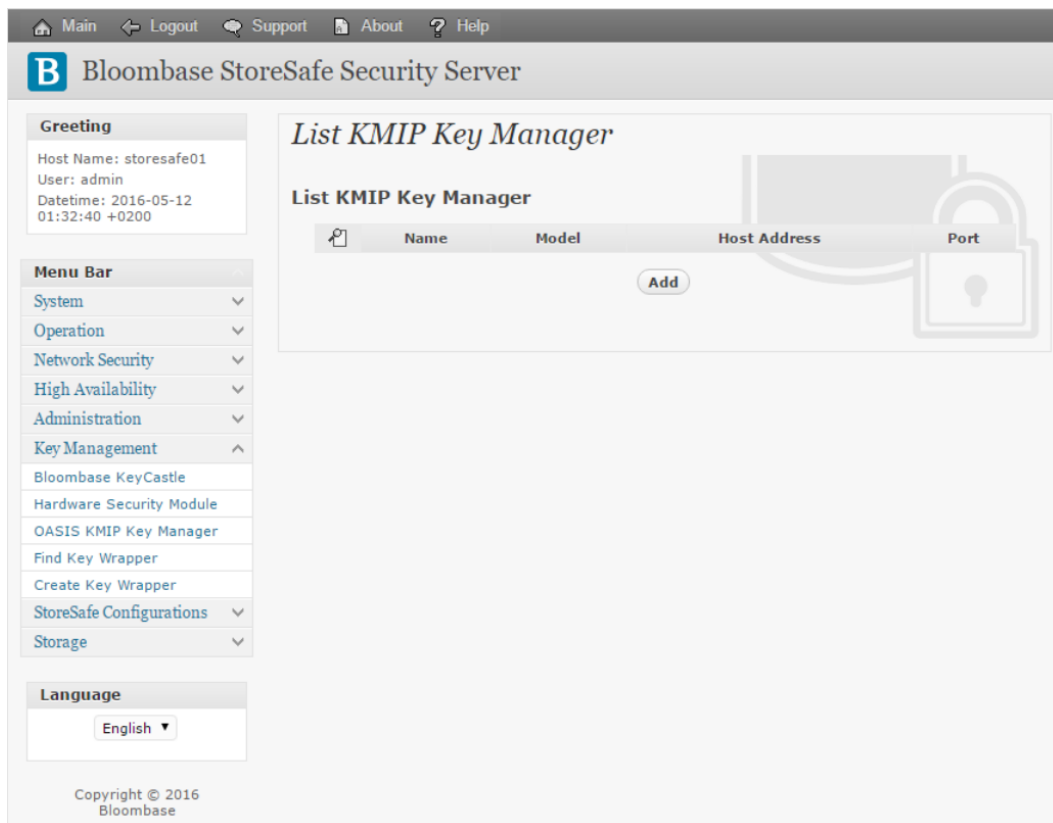 Main Logout Support About Help
B Bloombase StoreSafe Security Server
Greeting
Host Name: storesafe01
User: admin
Datetime: 2016-05-12
01:32:40 +0200
Menu Bar
System
Operation
Network Security
High Availability
Administration
Key Management
Bloombase KeyCastle
Hardware Security Module
OASIS KMIP Key Manager
Find Key Wrapper
Create Key Wrapper
StoreSafe Configurations
Storage
Language
English
Copyright © 2016
Bloombase
List KMIP Key Manager
List KMIP Key Manager
Name Model Host Address Port
Add